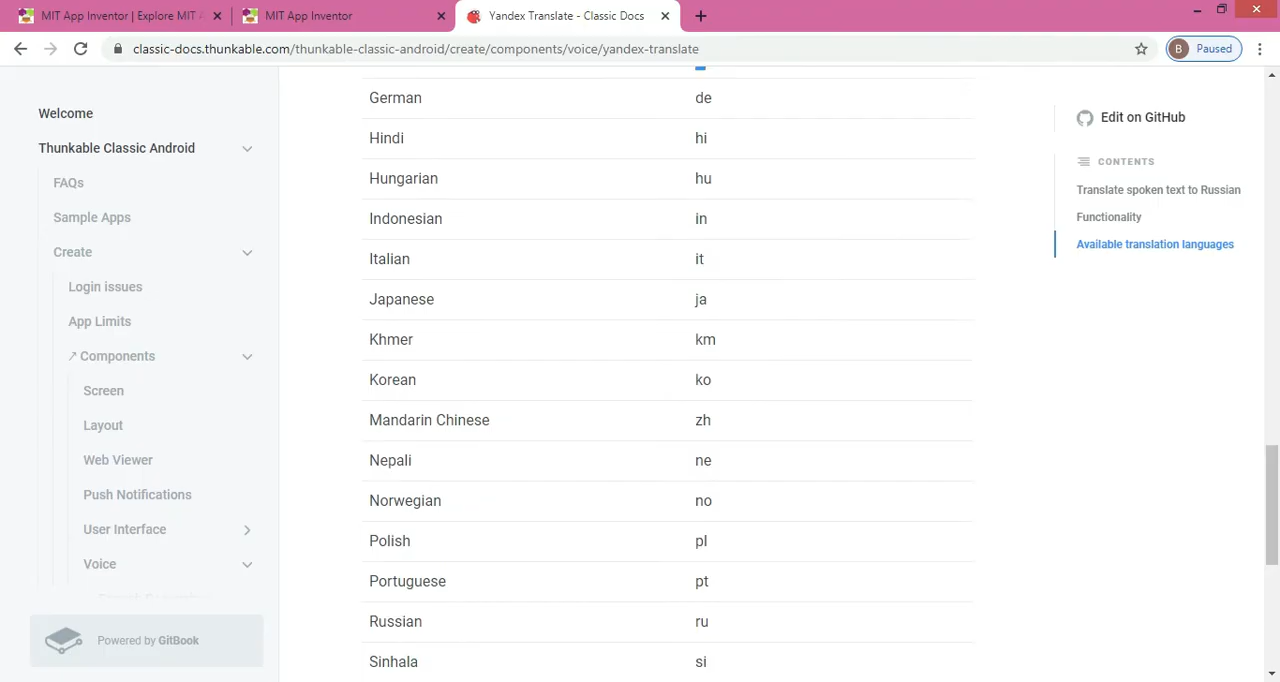 MIT App Inventor | Explore MIT A
MIT App Inventor
Yandex Translate - Classic Docs
classic-docs.thunkable.com/thunkable-classic-android/create/components/voice/yandex-translate
B Paused
Welcome
Thunkable Classic Android
FAQs
Sample Apps
Create
Login issues
App Limits
Components
Screen
Layout
Web Viewer
Push Notifications
User Interface
Voice
Powered by GitBook
German de
Hindi hi
Hungarian hu
Indonesian in
Italian it
Japanese ja
Khmer km
Korean ko
Mandarin Chinese zh
Nepali ne
Norwegian no
Polish pl
Portuguese pt
Russian ru
Sinhala si
Edit on GitHub
CONTENTS
Translate spoken text to Russian
Functionality
Available translation languages